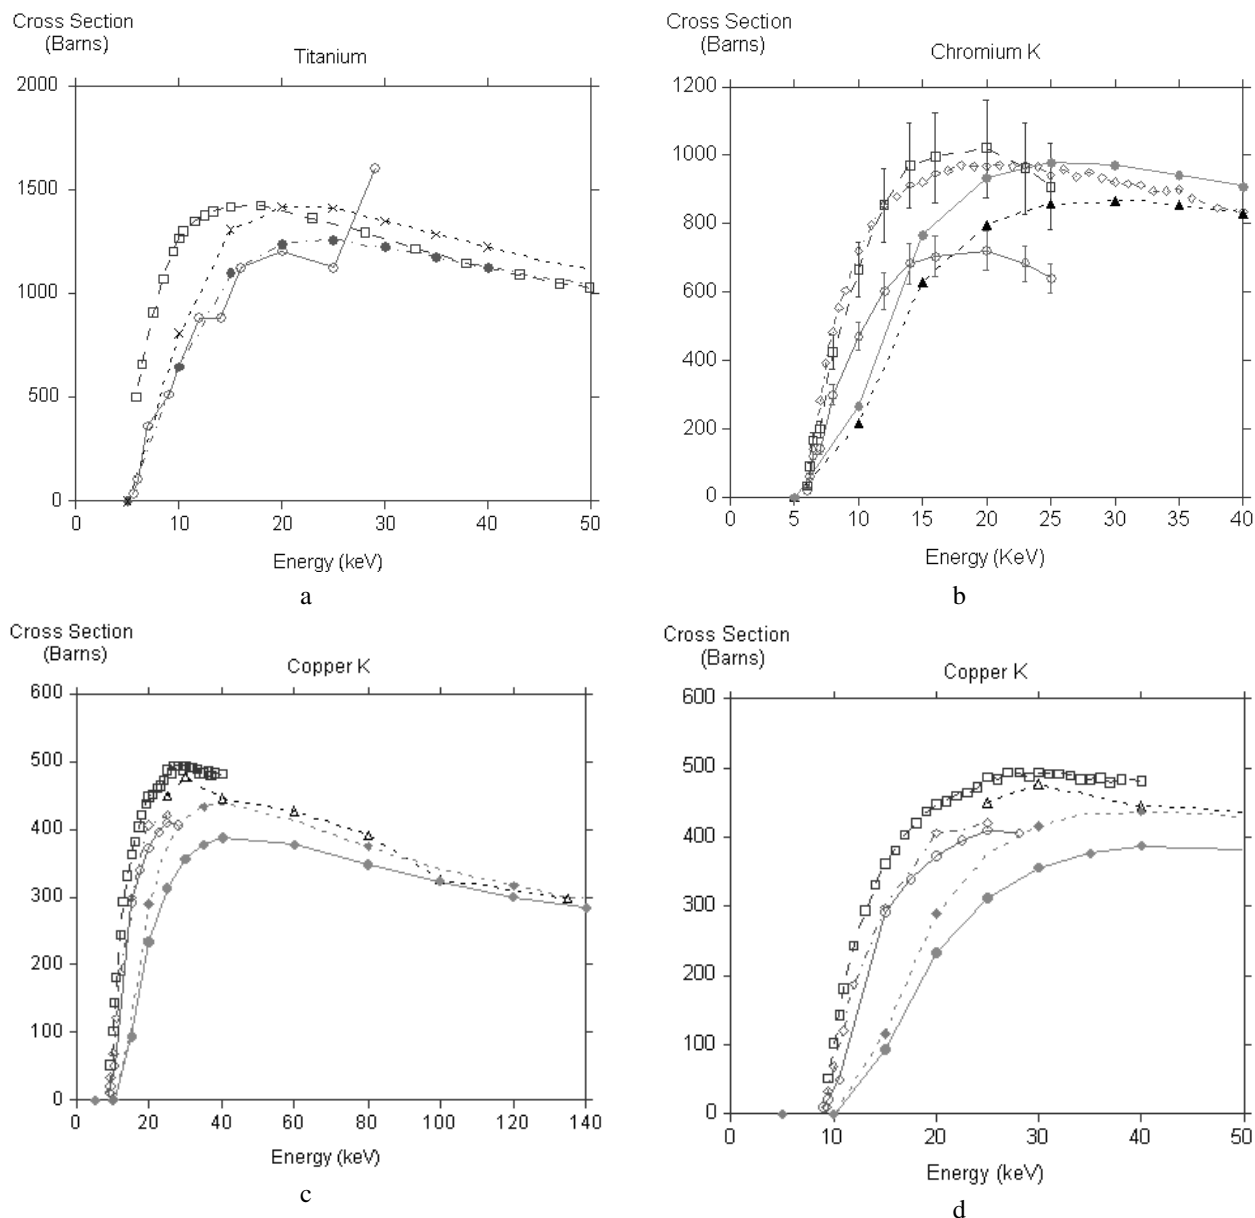 Cross Section
(Barns)
Titanium
2000
1500
1000
500
0
0 10 20 30 40 50
Energy (keV)
a
Cross Section
(Barns)
Chromium K
1200
1000
800
600
400
200
0
0 5 10 15 20 25 30 35 40
Energy (KeV)
b
Cross Section
(Barns)
Copper K
600
500
400
300
200
100
0
0 20 40 60 80 100 120 140
Energy (keV)
c
Cross Section
(Barns)
Copper K
600
500
400
300
200
100
0
0 10 20 30 40 50
Energy (keV)
d